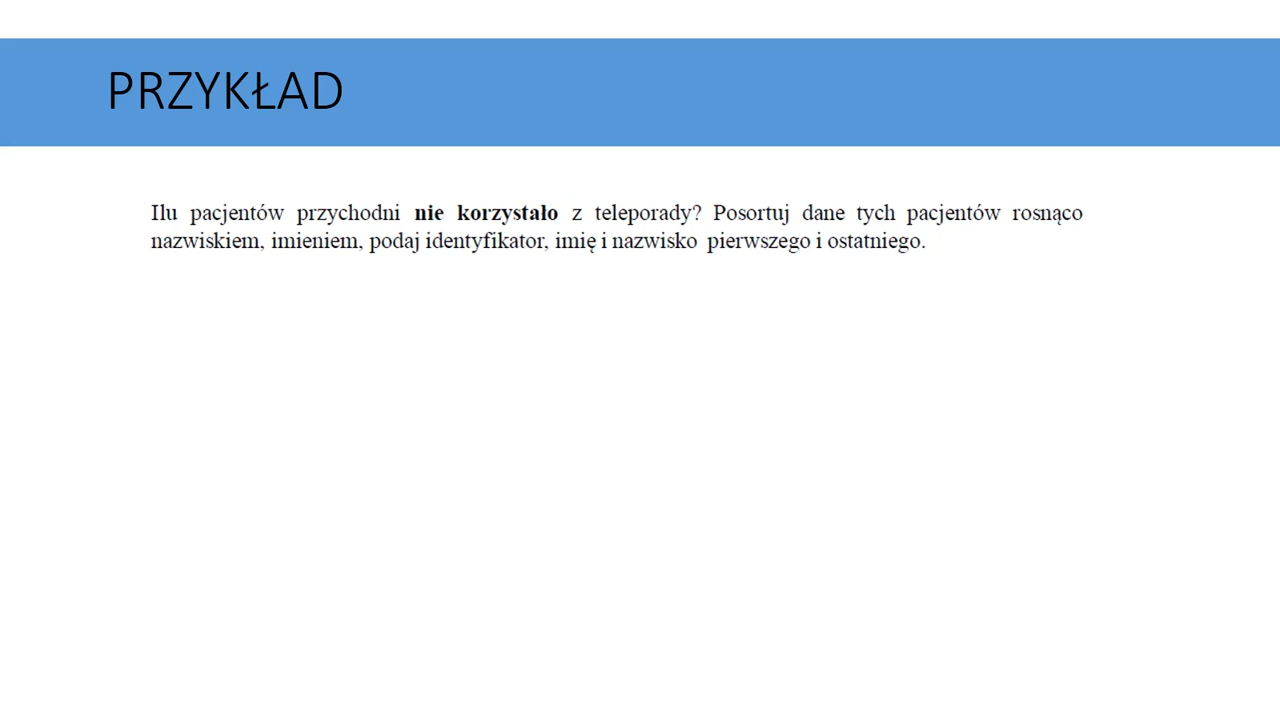 PRZYKŁAD
Ilu pacjentów przychodni nie korzystało z teleporady? Posortuj dane tych pacjentów rosnąco
nazwiskiem, imieniem, podaj identyfikator, imię i nazwisko pierwszego i ostatniego.